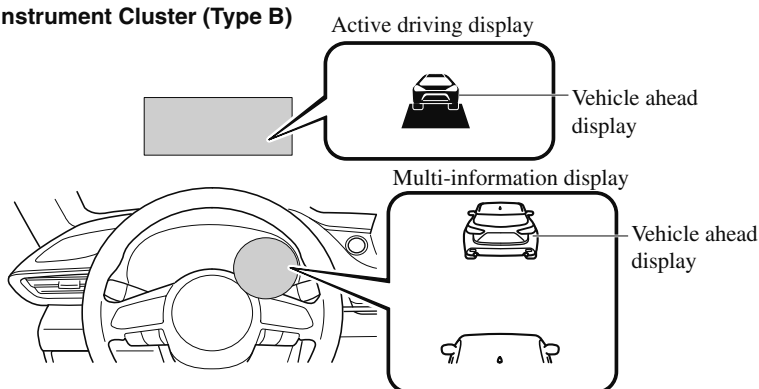 nstrument Cluster (Type B)
Active driving display
Vehicle ahead
display
Multi-information display
Vehicle ahead
display